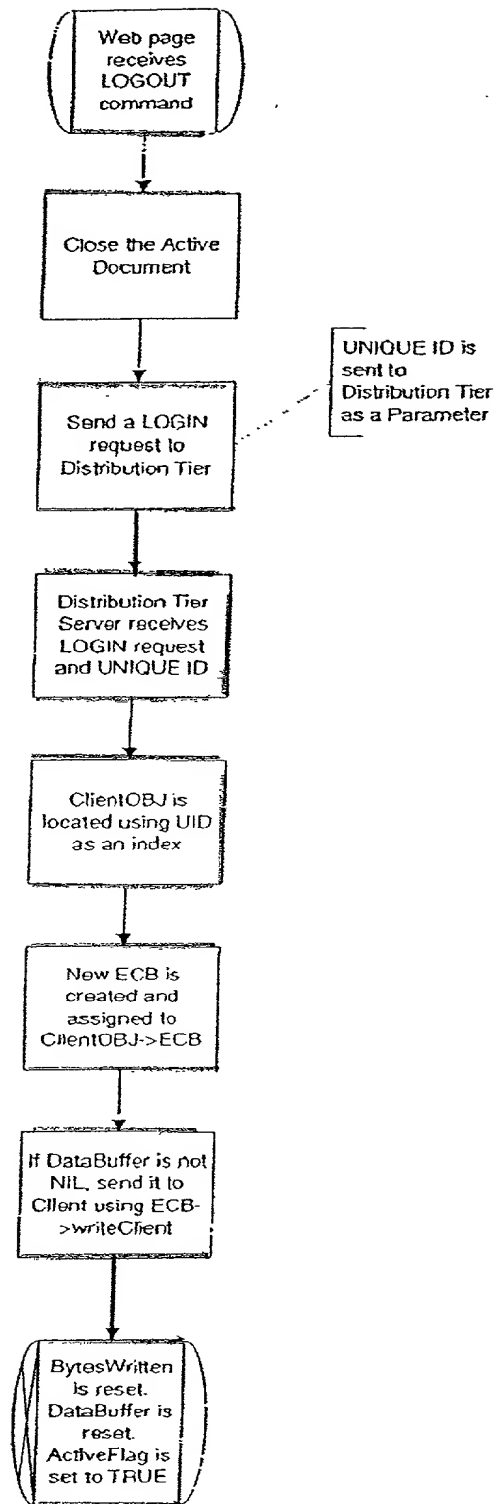 Web page
receives
LOGOUT
command
Close the Active
Document
UNIQUE ID is
sent to
Distribution Tier
as a Parameter
Send a LOGIN
request to
Distribution Tier
Distribution Tier
Server receives
LOGIN request
and UNIQUE ID
ClientOBJ is
located using UID
as an index
New ECB is
created and
assigned to
ClientOBJ->ECB
If DataBuffer is not
NIL, send it to
Client using ECB-
>writeClient
BytesWritten
is reset.
DataBuffer is
reset.
ActiveFlag is
set to TRUE